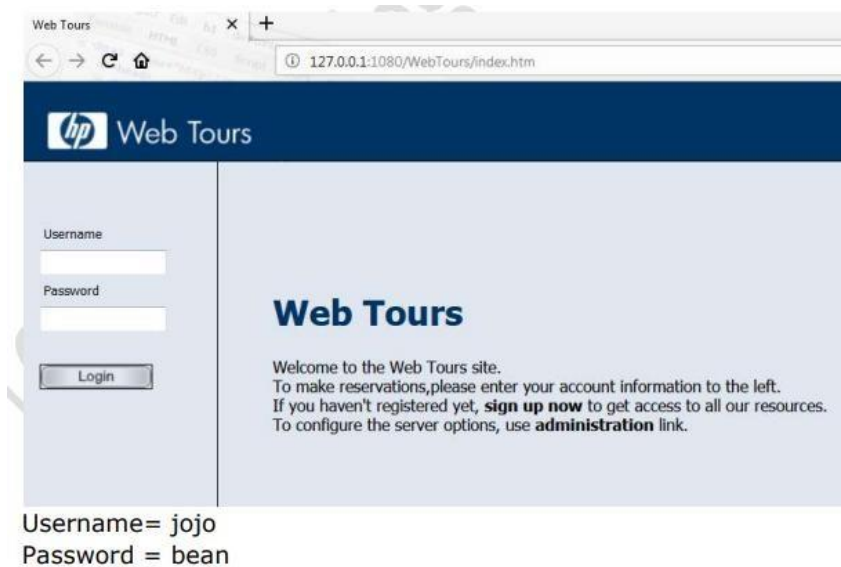 Web Tours
127.0.0.1:1080/WebTours/index.htm
hp Web Tours
Username
Password
Login
Web Tours
Welcome to the Web Tours site.
To make reservations,please enter your account information to the left.
If you haven't registered yet, sign up now to get access to all our resources.
To configure the server options, use administration link.
Username= jojo
Password = bean